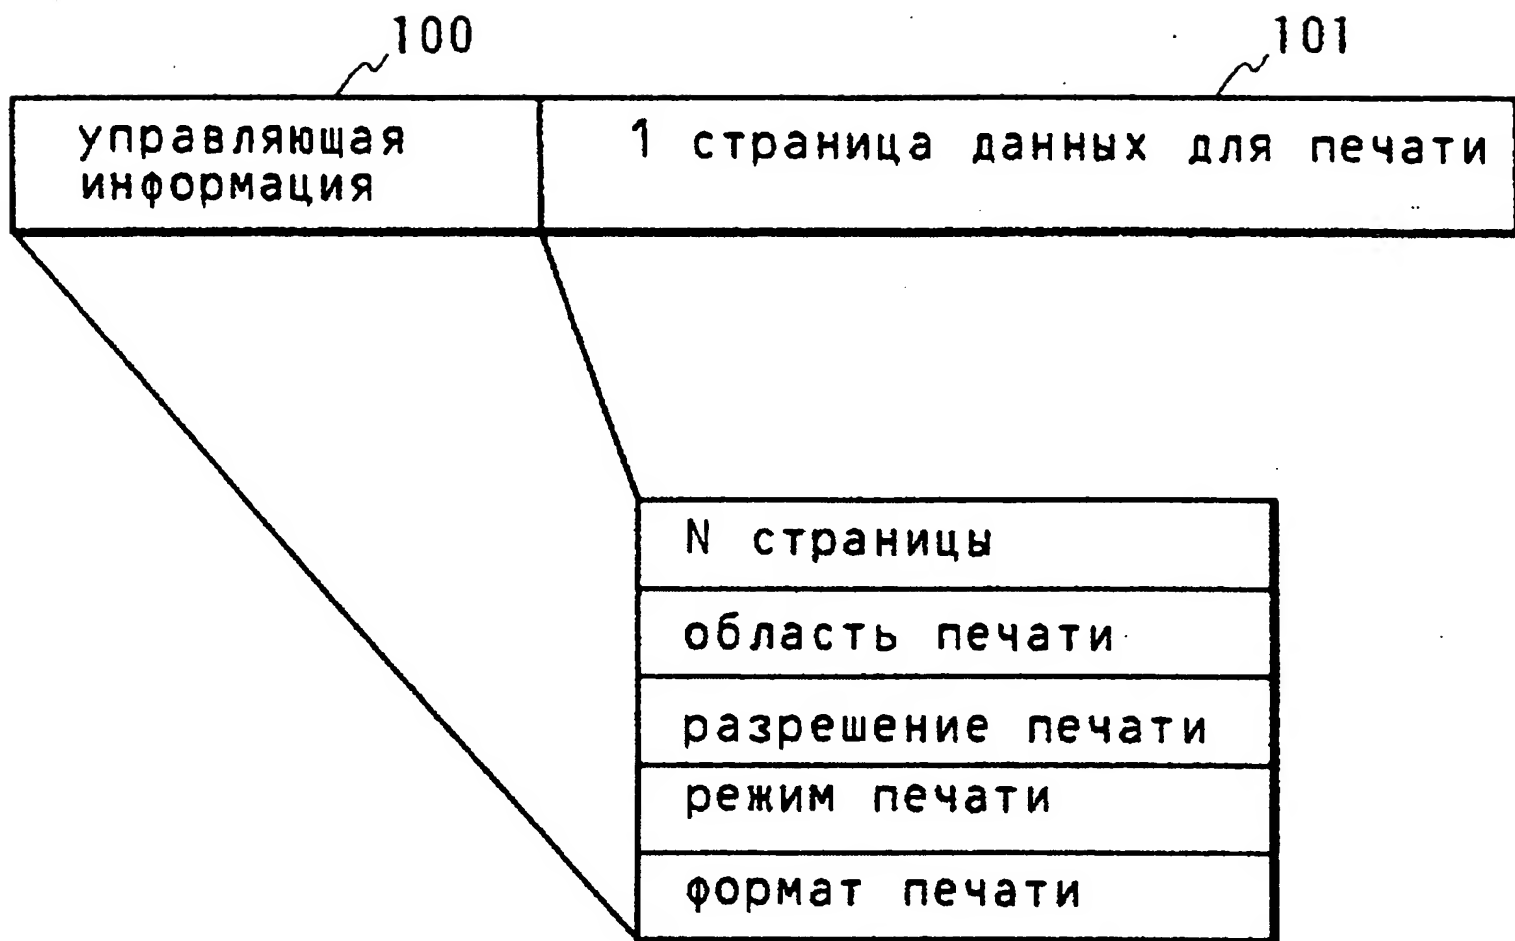 100
101
управляющая
информация
1 страница данных для печати
N страницы
область печати
разрешение печати
режим печати
формат печати